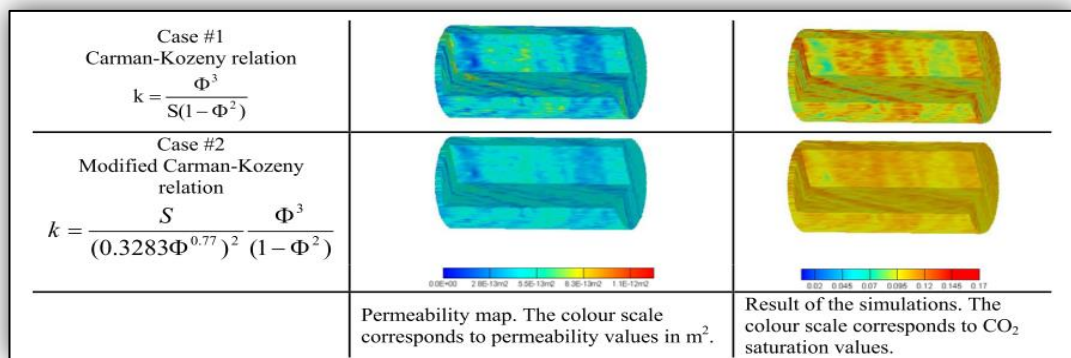 Case #1
Carman-Kozeny relation
k = Φ³ / S(1 − Φ²)
Case #2
Modified Carman-Kozeny
relation
k = S / (0.3283Φ^0.77)² Φ³ / (1 − Φ²)
0.0E+00 2.8E-13m2 5.5E-13m2 8.3E-13m2 1.1E-12m2
0.02 0.045 0.07 0.095 0.12 0.145 0.17
Permeability map. The colour scale
corresponds to permeability values in m².
Result of the simulations. The
colour scale corresponds to CO₂
saturation values.